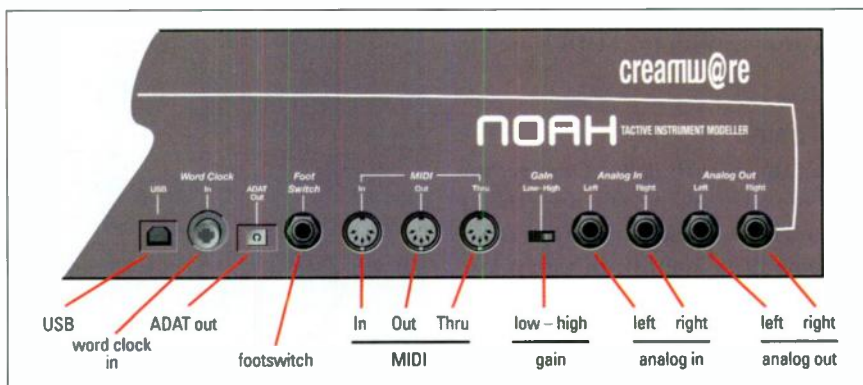 creamw@re
NOAH TACTIVE INSTRUMENT MODELLER
Word Clock Foot MIDI Gain Analog In Analog Out
USB In ADAT Out Switch In Out Thru Low- High Left Right Left Right
USB ADAT out In Out Thru low – high left right left right
word clock in footswitch MIDI gain analog in analog out